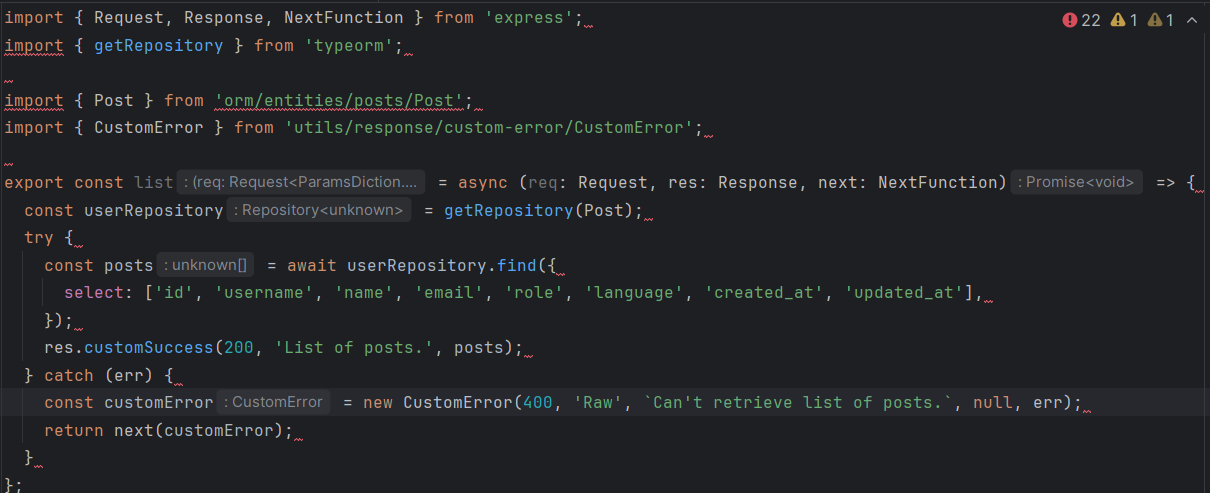 import { Request, Response, NextFunction } from 'express';
22 1 1
import { getRepository } from 'typeorm';
import { Post } from 'orm/entities/posts/Post';
import { CustomError } from 'utils/response/custom-error/CustomError';
export const list : (req: Request<ParamsDiction.... = async (req: Request, res: Response, next: NextFunction) : Promise<void> => {
const userRepository : Repository<unknown> = getRepository(Post);
try {
const posts : unknown[] = await userRepository.find({
select: ['id', 'username', 'name', 'email', 'role', 'language', 'created_at', 'updated_at'],
});
res.customSuccess(200, 'List of posts.', posts);
} catch (err) {
const customError : CustomError = new CustomError(400, 'Raw', `Can't retrieve list of posts.`, null, err);
return next(customError);
}
};